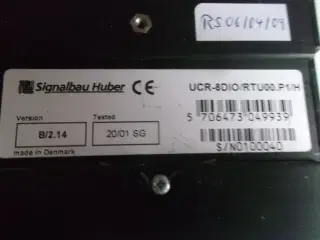 RS06/04/09
Signalbau Huber CE
UCR-8DIO/RTU00.P1/H
Version
Tested
B/2.14
20/01 SG
5 706473 049939
made in Denmark
S/N0100040